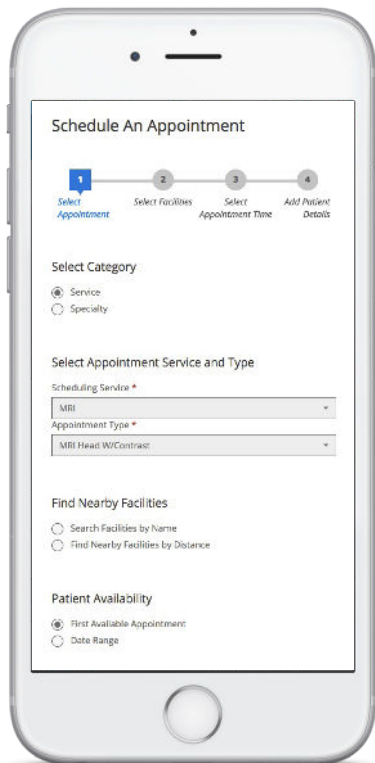 Schedule An Appointment
1 2 3 4
Select Appointment
Select Facilities
Select Appointment Time
Add Patient Details
Select Category
Service
Specialty
Select Appointment Service and Type
Scheduling Service *
MRI
Appointment Type *
MRI Head W/Contrast
Find Nearby Facilities
Search Facilities by Name
Find Nearby Facilities by Distance
Patient Availability
First Available Appointment
Date Range